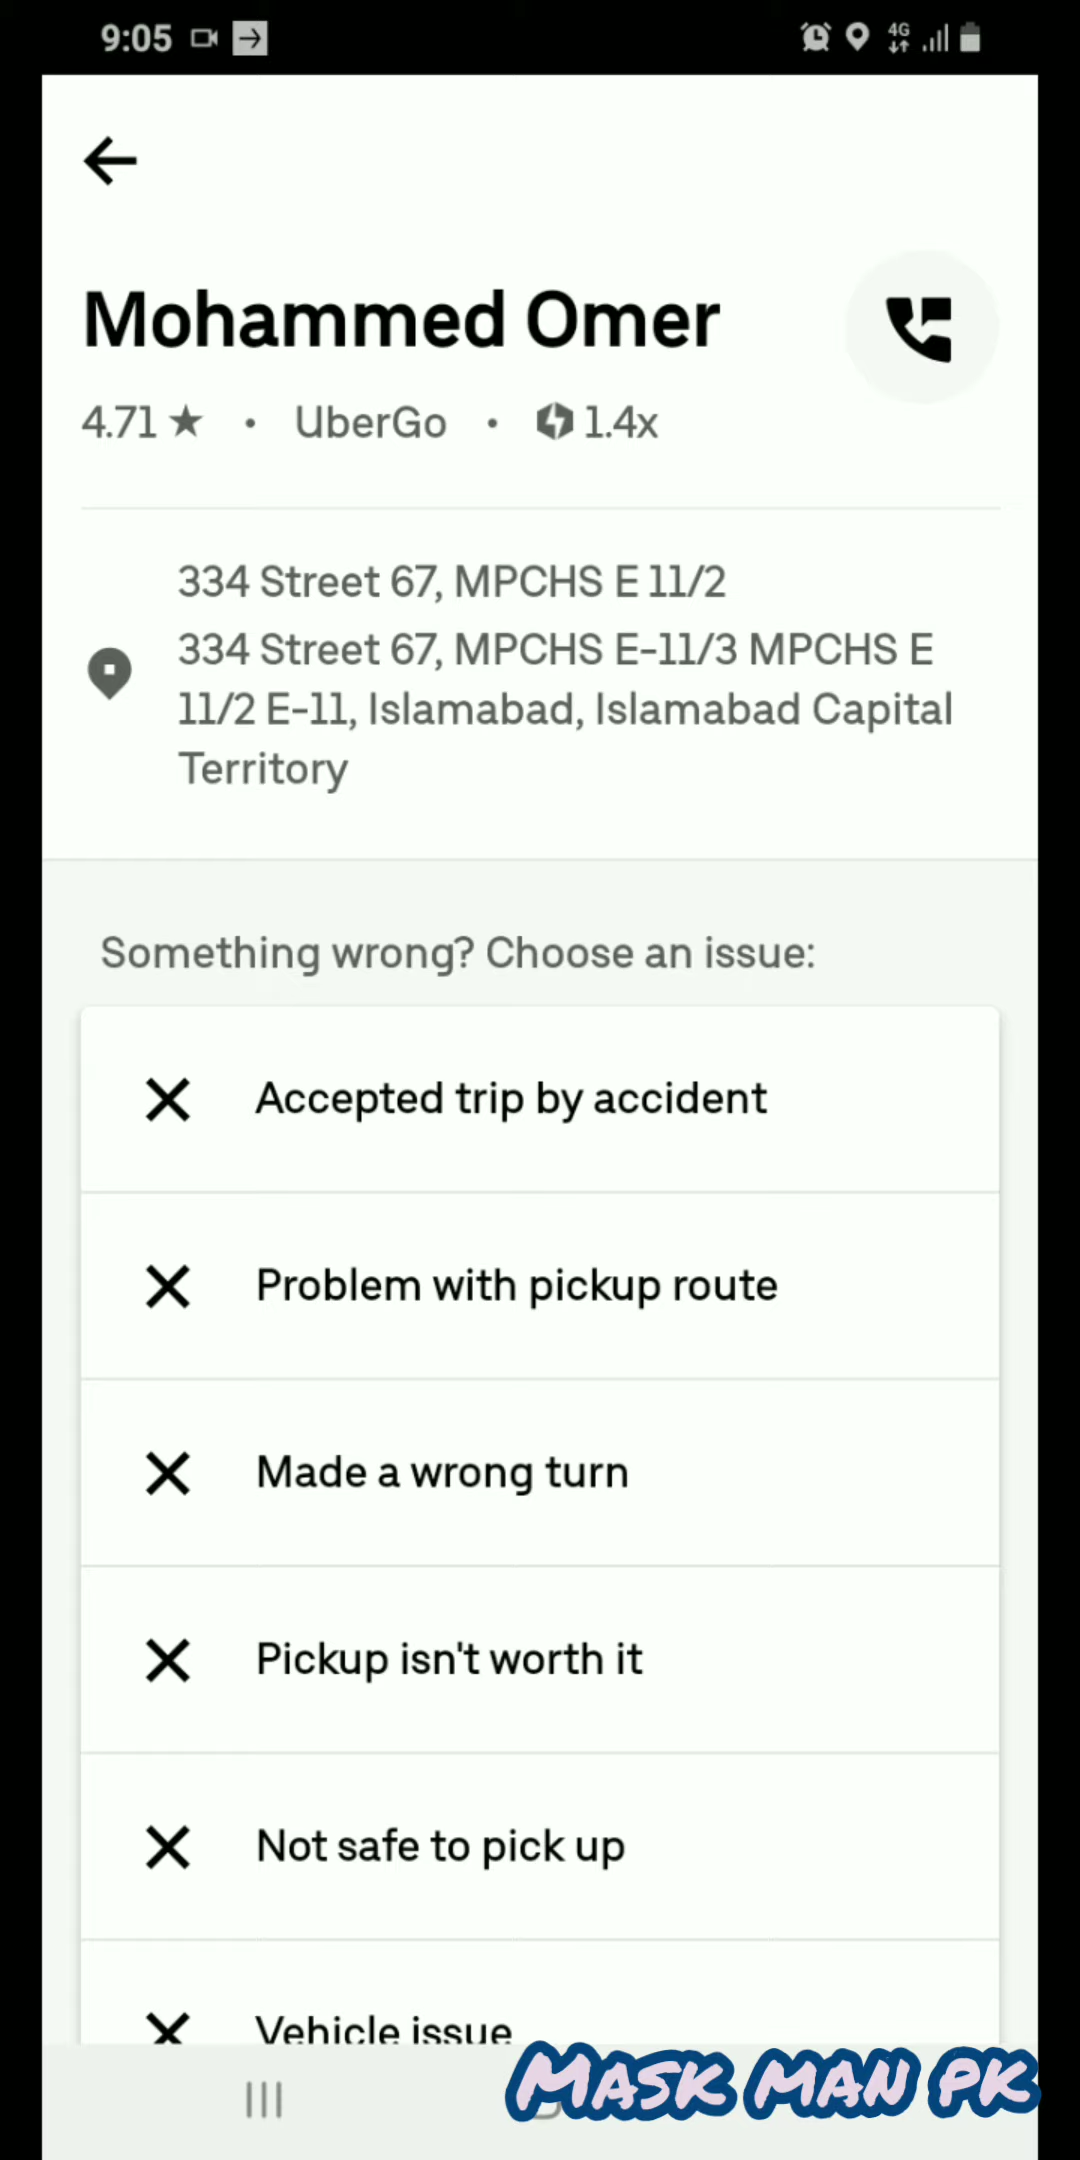 9:05
4G
Mohammed Omer
4.71 ★ • UberGo • 1.4x
334 Street 67, MPCHS E 11/2
334 Street 67, MPCHS E-11/3 MPCHS E
11/2 E-11, Islamabad, Islamabad Capital
Territory
Something wrong? Choose an issue:
Accepted trip by accident
Problem with pickup route
Made a wrong turn
Pickup isn't worth it
Not safe to pick up
Vehicle issue
MASK MAN PK